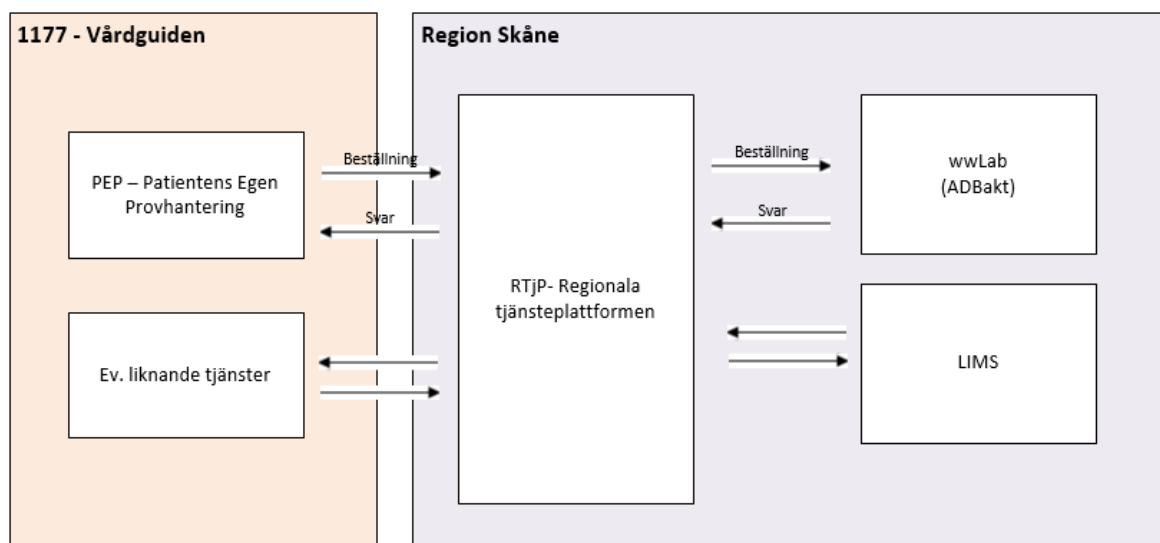 1177 - Vårdguiden
Region Skåne
PEP – Patientens Egen
Provhantering
Beställning
Svar
Ev. liknande tjänster
RTjP- Regionala
tjänsteplattformen
Beställning
Svar
wwLab
(ADBakt)
LIMS